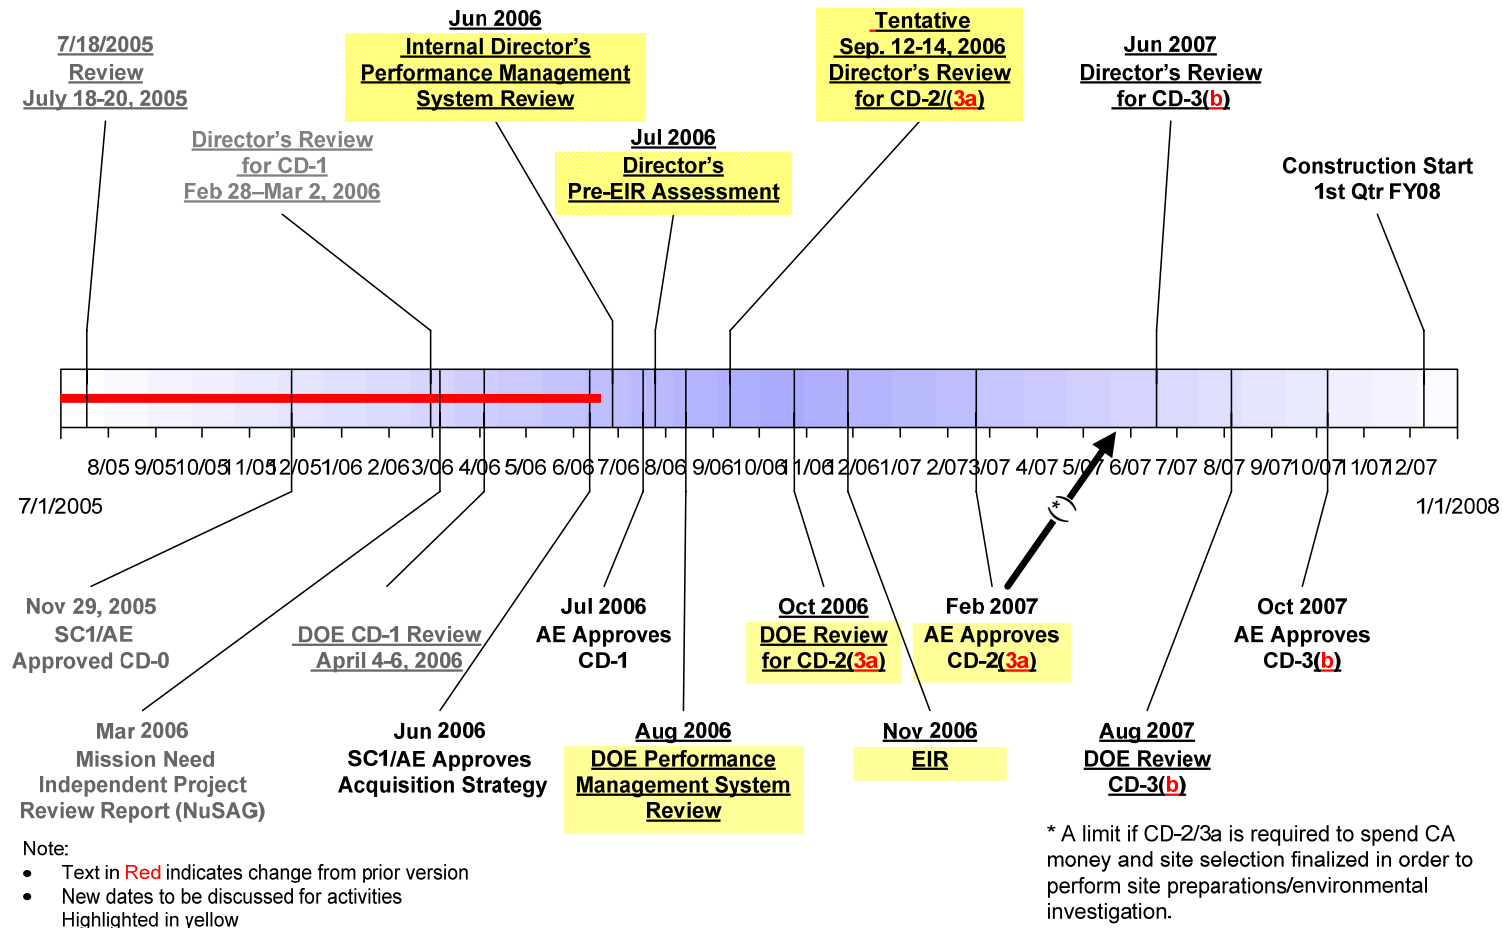 Jun 2006
Internal Director's
Performance Management
System Review
Tentative
Sep. 12-14, 2006
Director's Review
for CD-2/(3a)
7/18/2005
Review
July 18-20, 2005
Jun 2007
Director's Review
for CD-3(b)
Director's Review
for CD-1
Feb 28–Mar 2, 2006
Jul 2006
Director's
Pre-EIR Assessment
Construction Start
1st Qtr FY08
8/05 9/05 10/05 11/05 12/05 1/06 2/06 3/06 4/06 5/06 6/06 7/06 8/06 9/06 10/06 11/06 12/06 1/07 2/07 3/07 4/07 5/07 6/07 7/07 8/07 9/07 10/07 11/07 12/07
7/1/2005
1/1/2008
(*)
Nov 29, 2005
SC1/AE
Approved CD-0
DOE CD-1 Review
April 4-6, 2006
Jul 2006
AE Approves
CD-1
Oct 2006
DOE Review
for CD-2(3a)
Feb 2007
AE Approves
CD-2(3a)
Oct 2007
AE Approves
CD-3(b)
Mar 2006
Mission Need
Independent Project
Review Report (NuSAG)
Jun 2006
SC1/AE Approves
Acquisition Strategy
Aug 2006
DOE Performance
Management System
Review
Nov 2006
EIR
Aug 2007
DOE Review
CD-3(b)
Note:
• Text in Red indicates change from prior version
• New dates to be discussed for activities
Highlighted in yellow
* A limit if CD-2/3a is required to spend CA
money and site selection finalized in order to
perform site preparations/environmental
investigation.